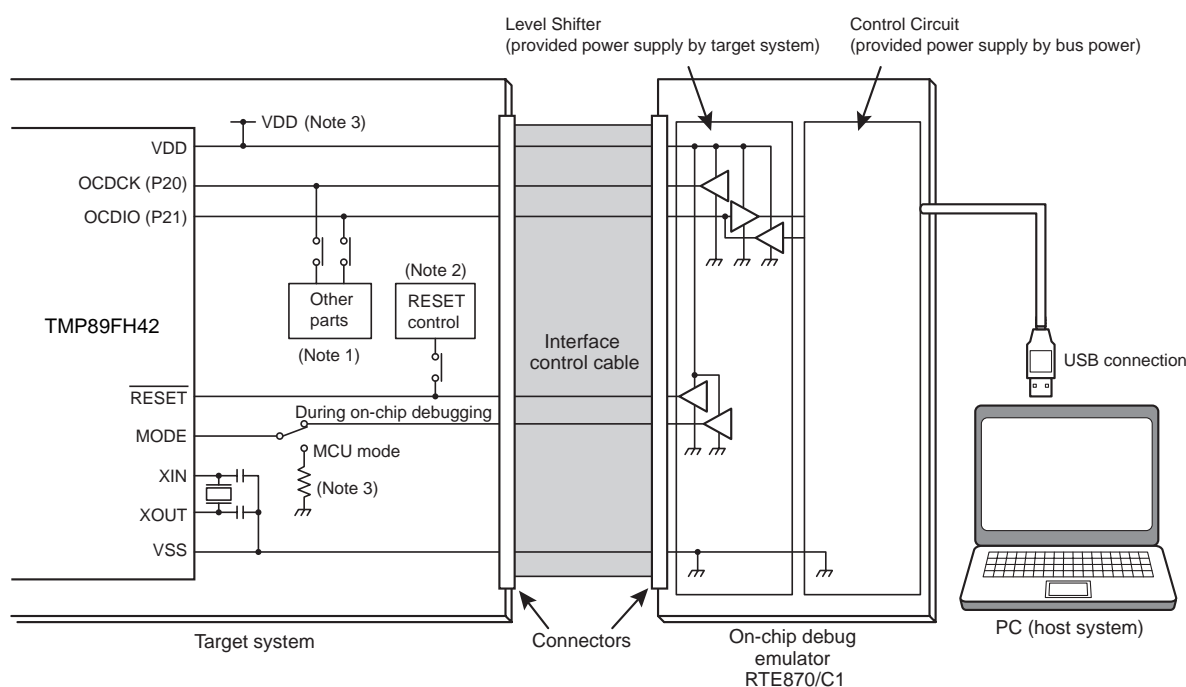 Level Shifter
(provided power supply by target system)
Control Circuit
(provided power supply by bus power)
VDD (Note 3)
VDD
OCDCK (P20)
OCDIO (P21)
(Note 2)
Other
parts
RESET
control
TMP89FH42
(Note 1)
Interface
control cable
USB connection
RESET
During on-chip debugging
MODE
MCU mode
XIN
(Note 3)
XOUT
VSS
Target system
Connectors
On-chip debug
emulator
RTE870/C1
PC (host system)